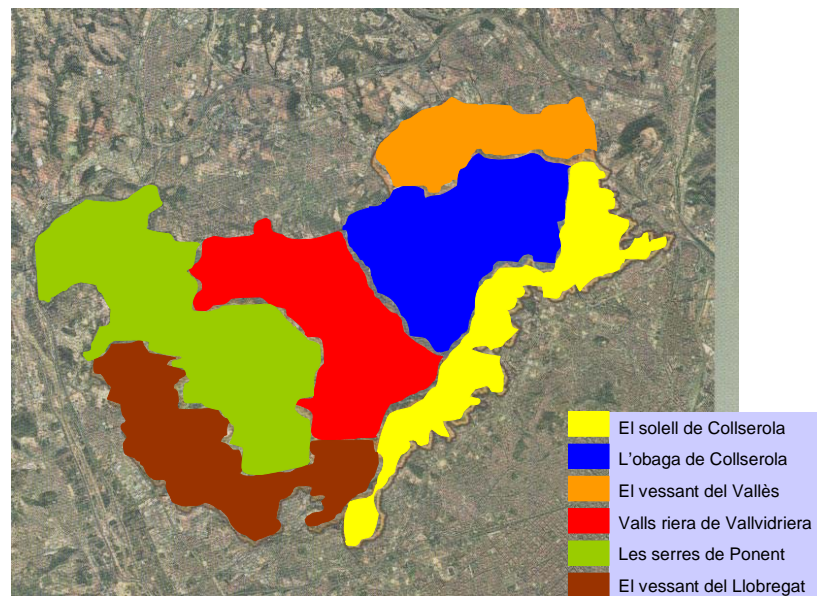 El solell de Collserola
L'obaga de Collserola
El vessant del Vallès
Valls riera de Vallvidriera
Les serres de Ponent
El vessant del Llobregat